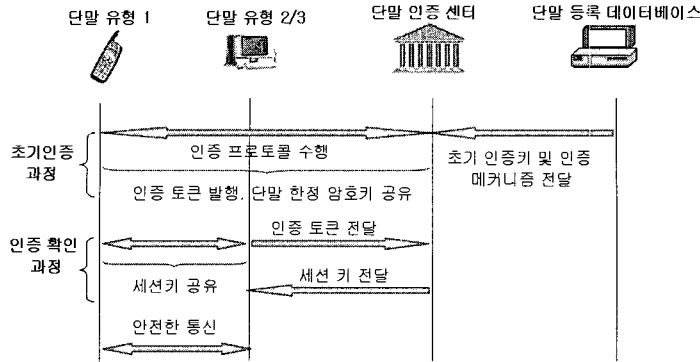 단말 유형 1
단말 유형 2/3
단말 인증 센터
단말 등록 데이터베이스
초기인증
과정
인증 프로토콜 수행
초기 인증키 및 인증
메커니즘 전달
인증 토큰 발행, 단말 한정 암호키 공유
인증 확인
과정
인증 토큰 전달
세션키 공유
세션 키 전달
안전한 통신